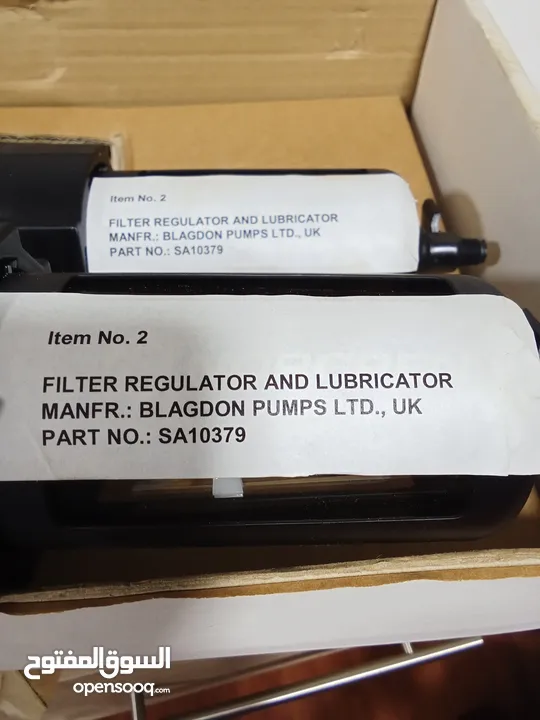 Item No. 2
FILTER REGULATOR AND LUBRICATOR
MANFR.: BLAGDON PUMPS LTD., UK
PART NO.: SA10379
Item No. 2
FILTER REGULATOR AND LUBRICATOR
MANFR.: BLAGDON PUMPS LTD., UK
PART NO.: SA10379
السوق المفتوح
opensooq.com